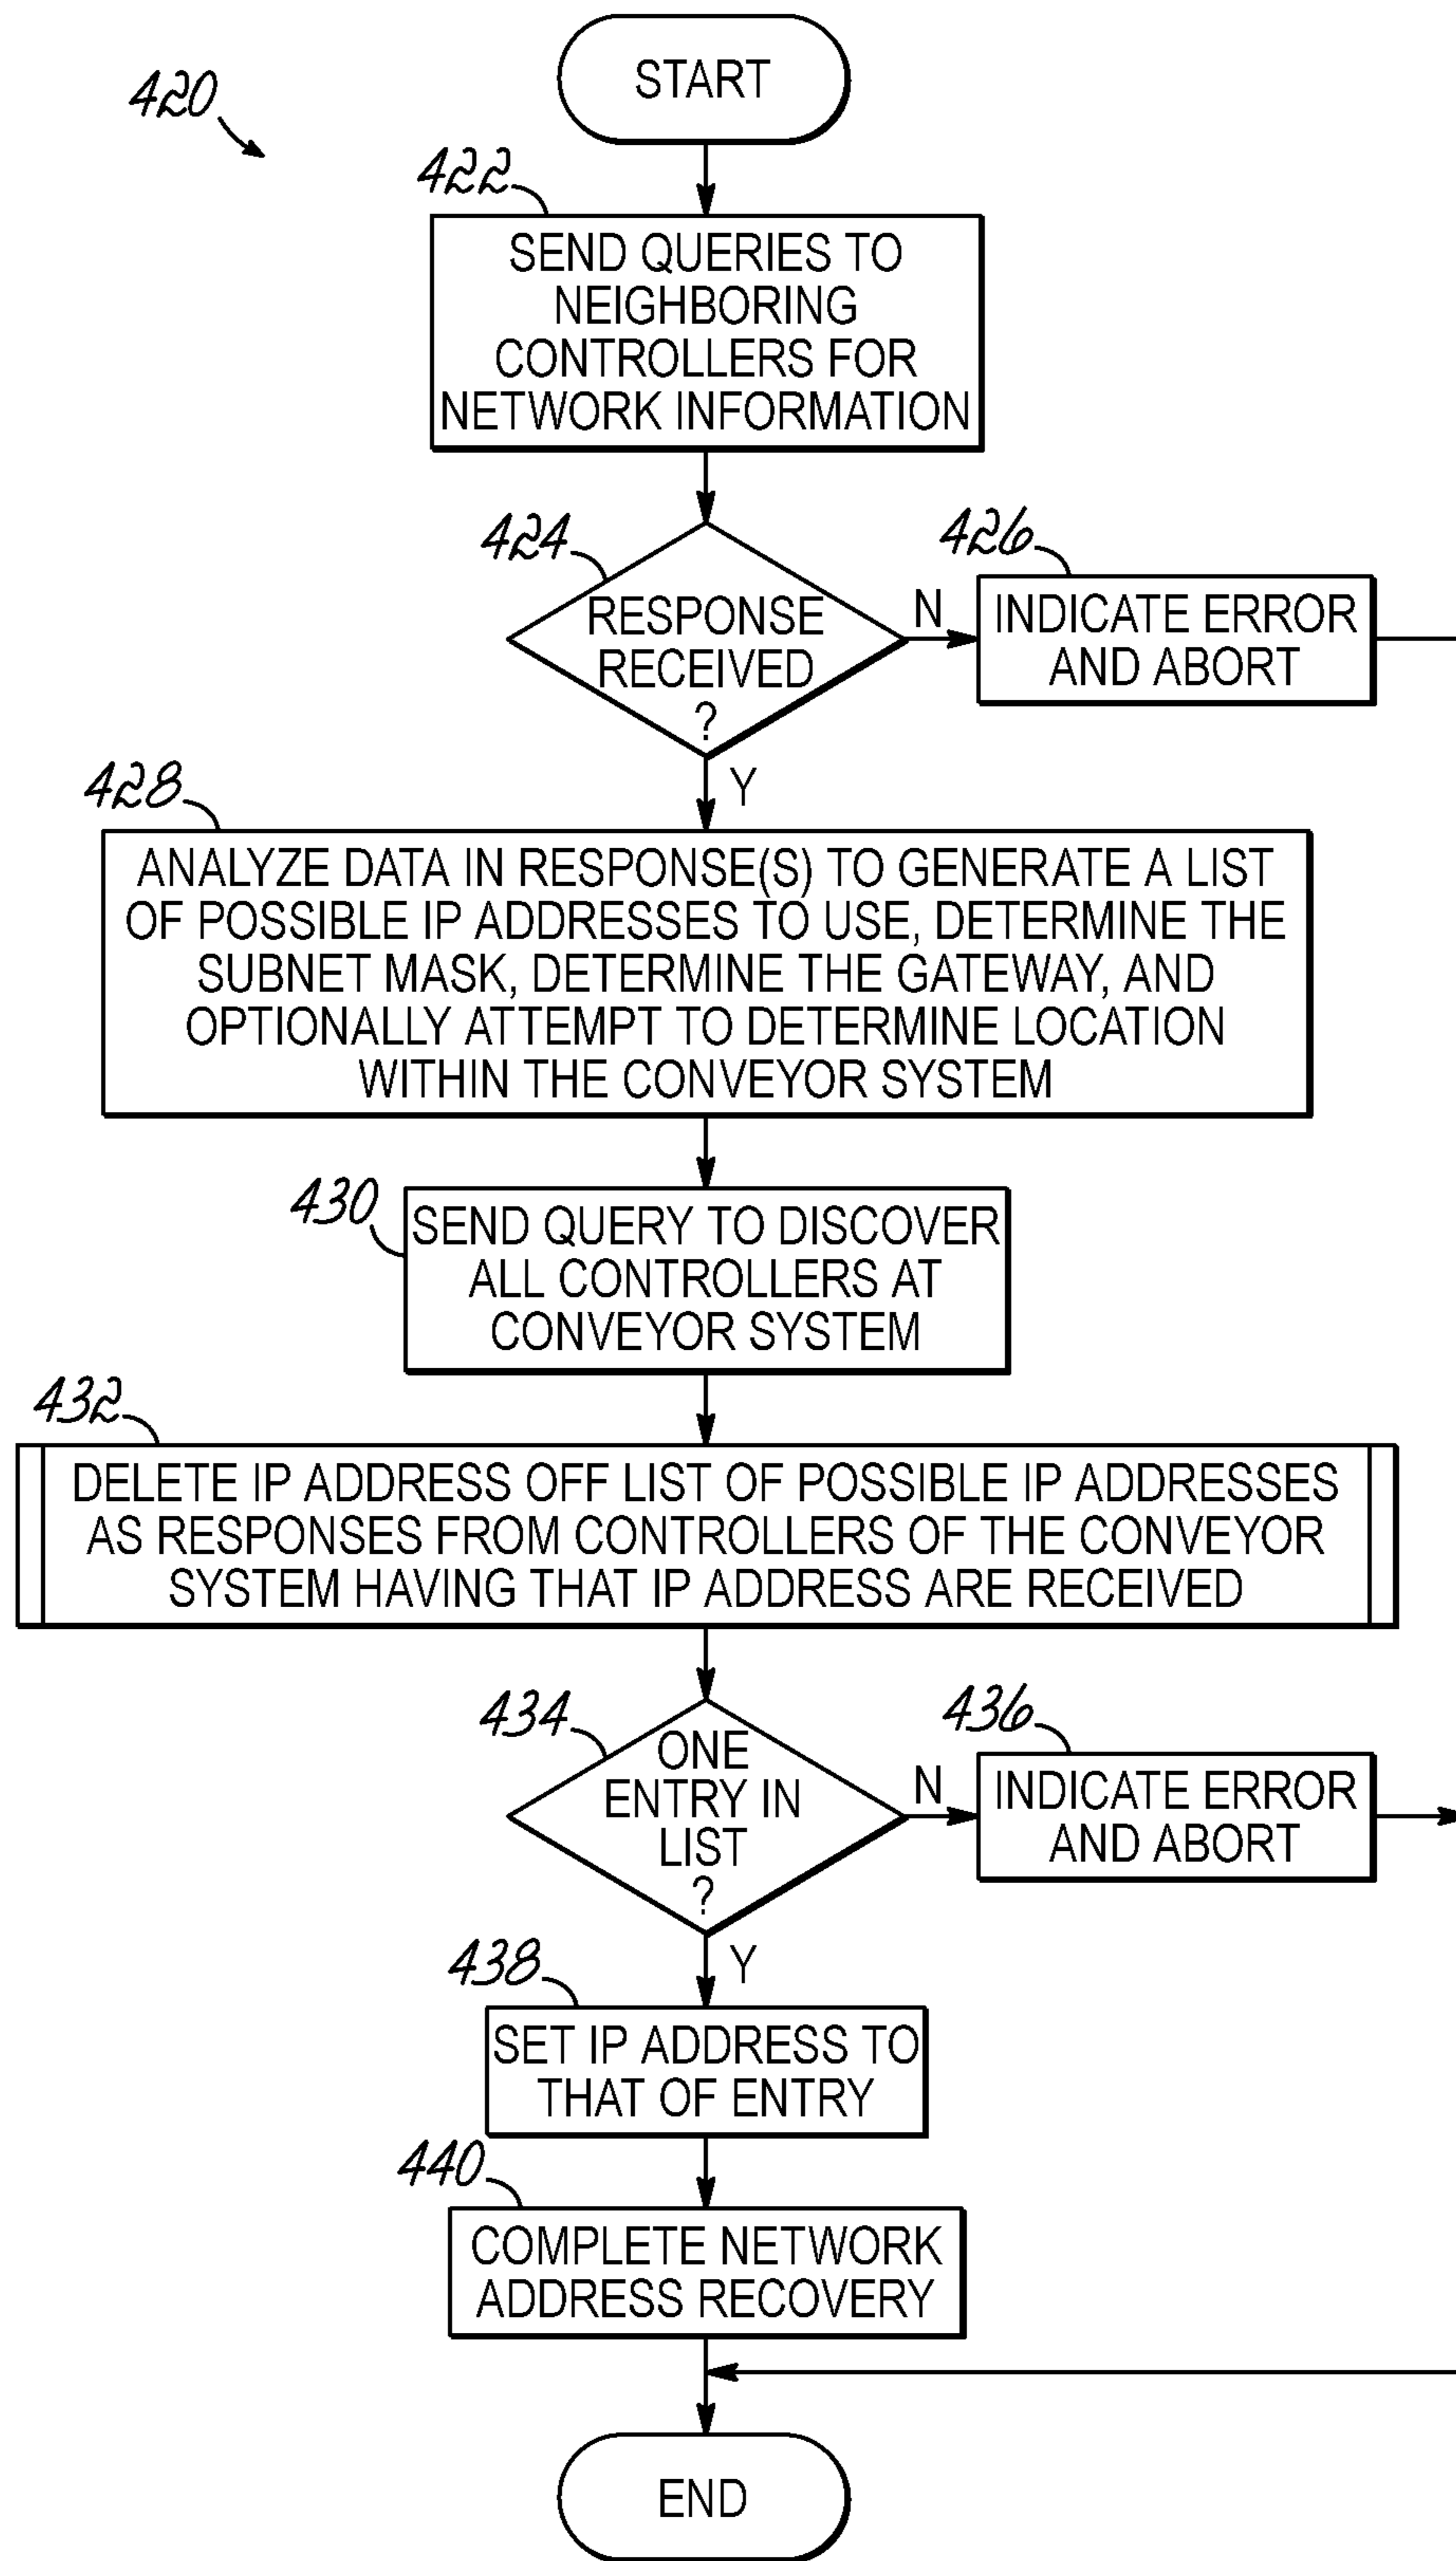 START
420
422
SEND QUERIES TO
NEIGHBORING
CONTROLLERS FOR
NETWORK INFORMATION
424
RESPONSE
RECEIVED
?
N
426
INDICATE ERROR
AND ABORT
Y
428
ANALYZE DATA IN RESPONSE(S) TO GENERATE A LIST
OF POSSIBLE IP ADDRESSES TO USE, DETERMINE THE
SUBNET MASK, DETERMINE THE GATEWAY, AND
OPTIONALLY ATTEMPT TO DETERMINE LOCATION
WITHIN THE CONVEYOR SYSTEM
430
SEND QUERY TO DISCOVER
ALL CONTROLLERS AT
CONVEYOR SYSTEM
432
DELETE IP ADDRESS OFF LIST OF POSSIBLE IP ADDRESSES
AS RESPONSES FROM CONTROLLERS OF THE CONVEYOR
SYSTEM HAVING THAT IP ADDRESS ARE RECEIVED
434
ONE
ENTRY IN
LIST
?
N
436
INDICATE ERROR
AND ABORT
Y
438
SET IP ADDRESS TO
THAT OF ENTRY
440
COMPLETE NETWORK
ADDRESS RECOVERY
END